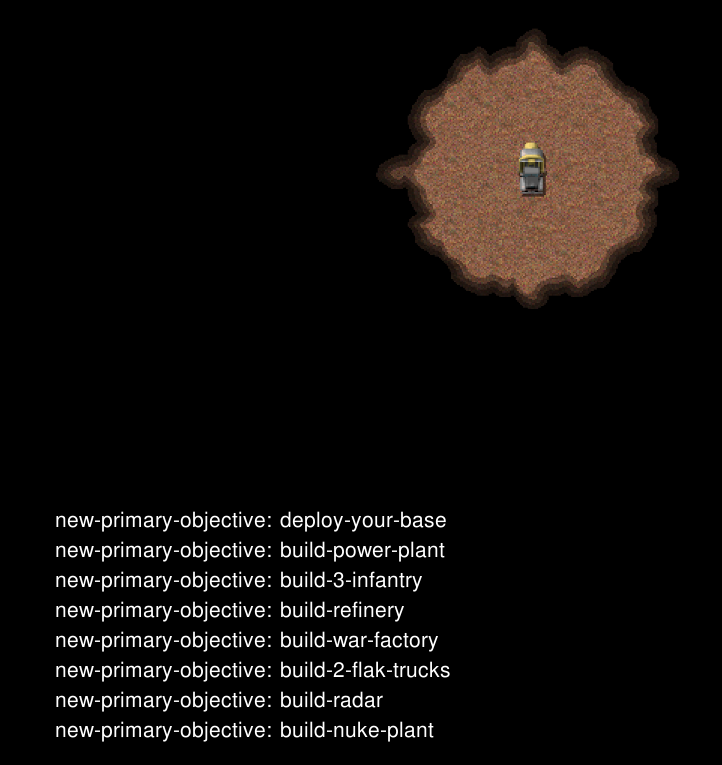 new-primary-objective: deploy-your-base
new-primary-objective: build-power-plant
new-primary-objective: build-3-infantry
new-primary-objective: build-refinery
new-primary-objective: build-war-factory
new-primary-objective: build-2-flak-trucks
new-primary-objective: build-radar
new-primary-objective: build-nuke-plant